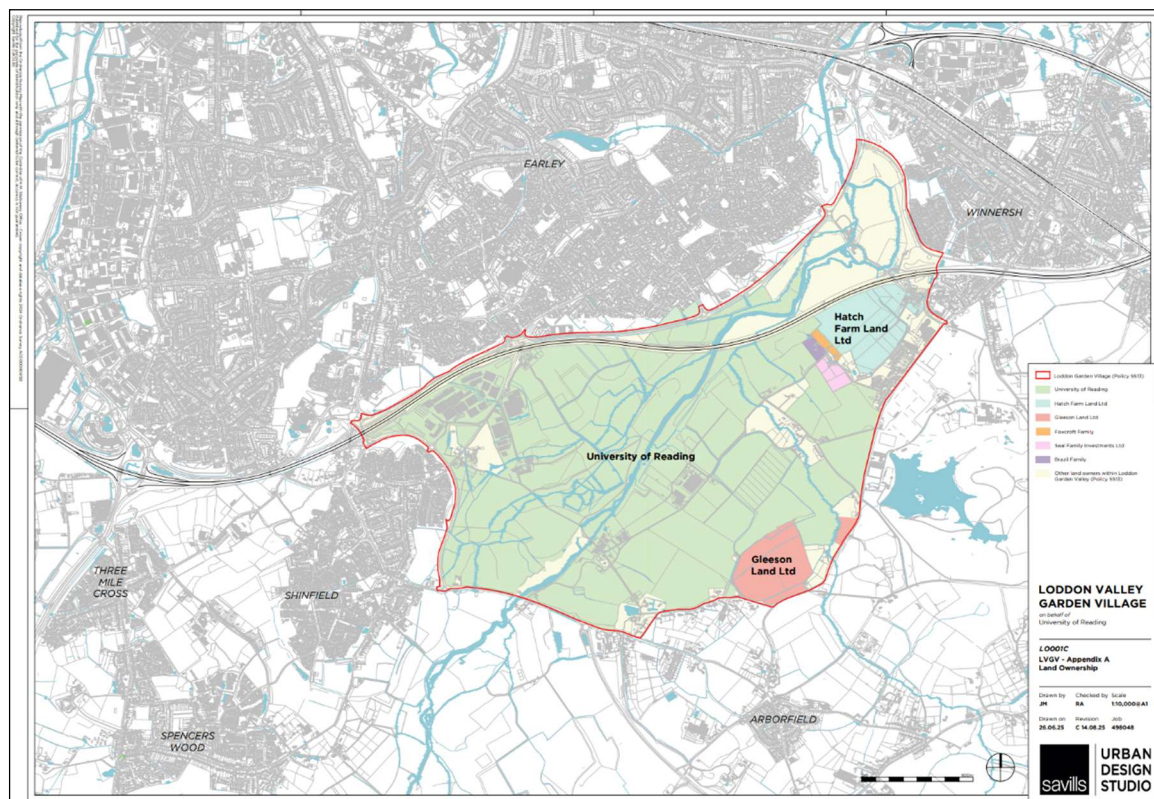 EARLEY
WINNERSH
Hatch
Farm Land
Ltd
University of Reading
Gleeson
Land Ltd
THREE
MILE
CROSS
SHINFIELD
SPENCERS
WOOD
ARBORFIELD
Loddon Garden Village (Policy SS13)
University of Reading
Hatch Farm Land Ltd
Gleeson Land Ltd
Foxcroft Family
Seal Family Investments Ltd
Brazil Family
Other land owners within Loddon
Garden Valley (Policy SS13)
LODDON VALLEY
GARDEN VILLAGE
on behalf of
University of Reading
LO001C
LVGV - Appendix A
Land Ownership
Drawn by Checked by Scale
JM RA 1:10,000@A1
Drawn on Revision Job
26.06.25 C 14.08.25 498048
savills
URBAN
DESIGN
STUDIO